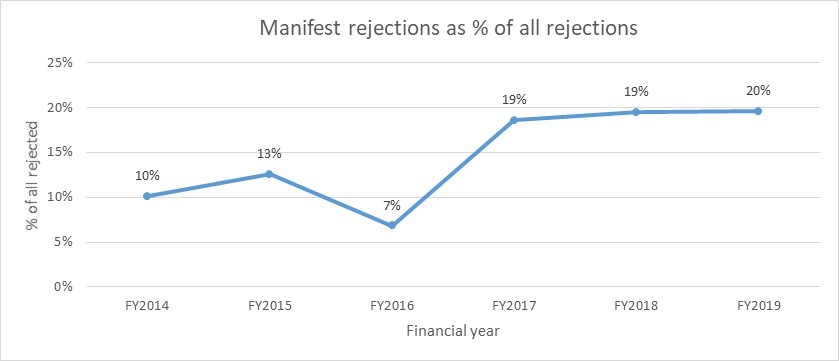 Manifest rejections as % of all rejections
25%
20%
15%
10%
5%
0%
% of all rejected
10%
13%
7%
19%
19%
20%
FY2014
FY2015
FY2016
FY2017
FY2018
FY2019
Financial year